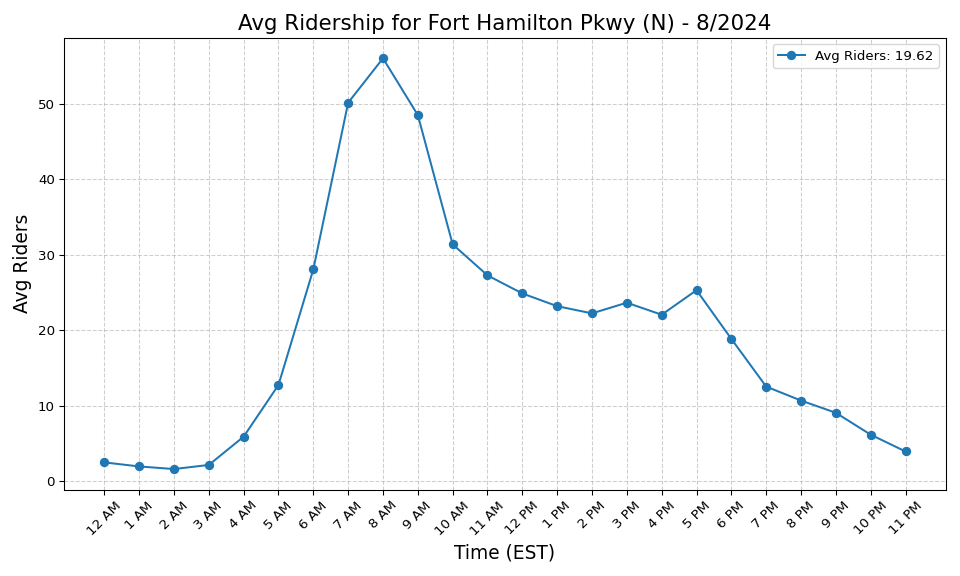 Avg Ridership for Fort Hamilton Pkwy (N) - 8/2024
Avg Riders: 19.62
Avg Riders
50
40
30
20
10
0
12 AM 1 AM 2 AM 3 AM 4 AM 5 AM 6 AM 7 AM 8 AM 9 AM 10 AM 11 AM 12 PM 1 PM 2 PM 3 PM 4 PM 5 PM 6 PM 7 PM 8 PM 9 PM 10 PM 11 PM
Time (EST)